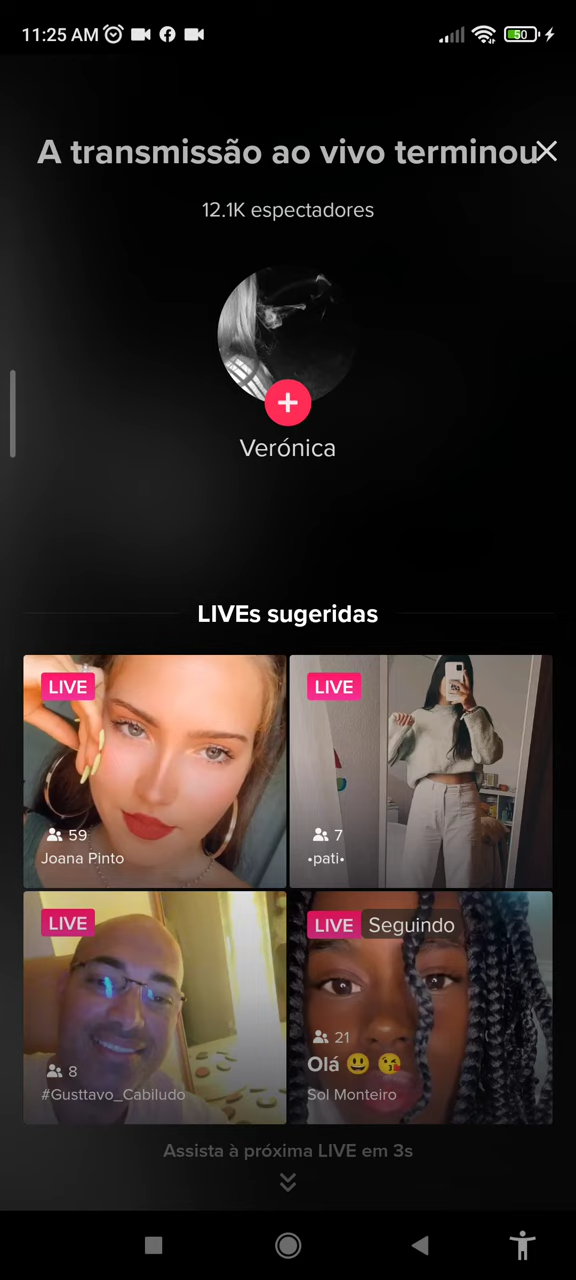 11:25 AM
50
A transmissão ao vivo terminou
12.1K espectadores
Verónica
LIVEs sugeridas
LIVE
LIVE
59
Joana Pinto
7
•pati•
LIVE
LIVE Seguindo
8
#Gusttavo_Cabiludo
21
Olá 😃 😘
Sol Monteiro
Assista à próxima LIVE em 3s